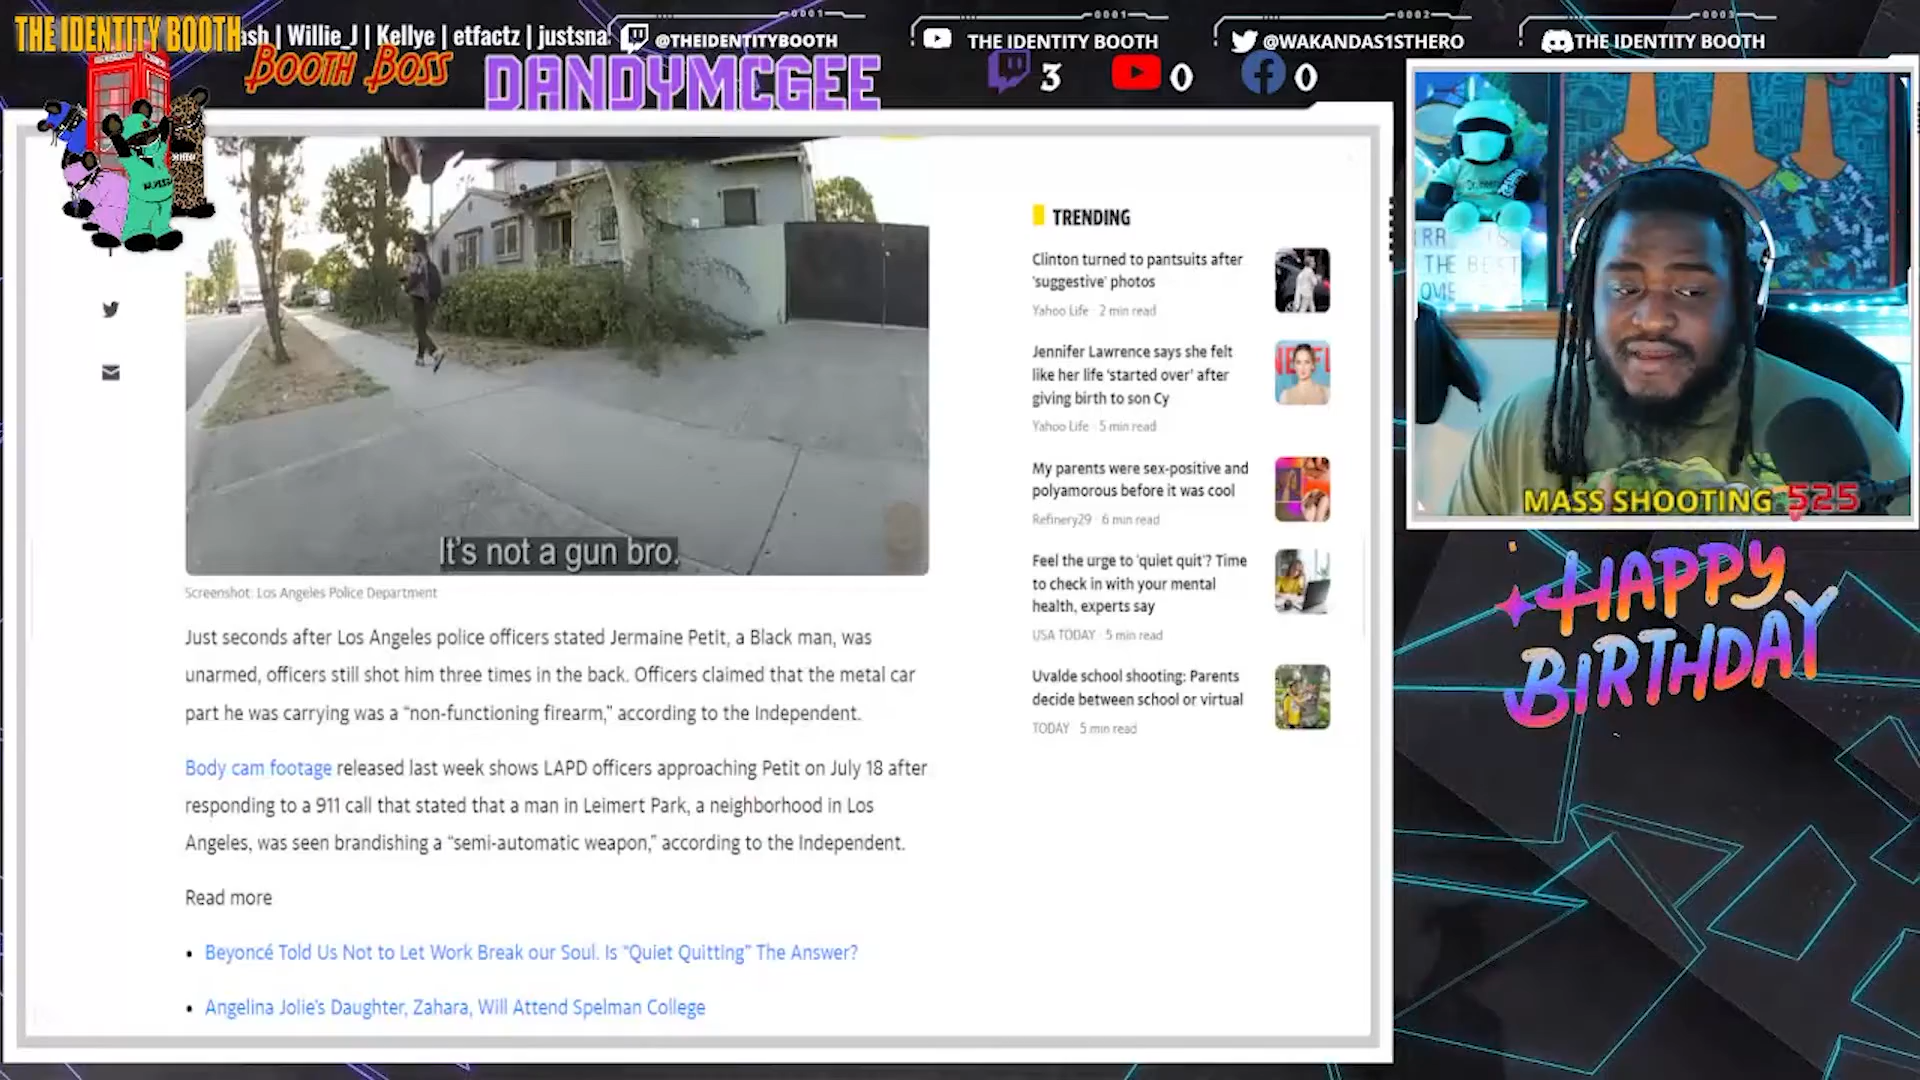 THE IDENTITY BOOTH
ash | Willie_J | Kellye | etfactz | justsna
BOOTH BOSS
DANDYMCGEE
0001
@THEIDENTITYBOOTH
0001
THE IDENTITY BOOTH
0002
@WAKANDAS1STHERO
0003
THE IDENTITY BOOTH
3
0
0
It's not a gun bro.
Screenshot: Los Angeles Police Department
Just seconds after Los Angeles police officers stated Jermaine Petit, a Black man, was
unarmed, officers still shot him three times in the back. Officers claimed that the metal car
part he was carrying was a “non-functioning firearm,” according to the Independent.
Body cam footage released last week shows LAPD officers approaching Petit on July 18 after
responding to a 911 call that stated that a man in Leimert Park, a neighborhood in Los
Angeles, was seen brandishing a “semi-automatic weapon,” according to the Independent.
Read more
• Beyoncé Told Us Not to Let Work Break our Soul. Is “Quiet Quitting” The Answer?
• Angelina Jolie's Daughter, Zahara, Will Attend Spelman College
TRENDING
Clinton turned to pantsuits after
'suggestive' photos
Yahoo Life · 2 min read
Jennifer Lawrence says she felt
like her life 'started over' after
giving birth to son Cy
Yahoo Life · 5 min read
My parents were sex-positive and
polyamorous before it was cool
Refinery29 · 6 min read
Feel the urge to 'quiet quit'? Time
to check in with your mental
health, experts say
USA TODAY · 5 min read
Uvalde school shooting: Parents
decide between school or virtual
TODAY · 5 min read
THE BEST
MASS SHOOTING 525
HAPPY
BIRTHDAY